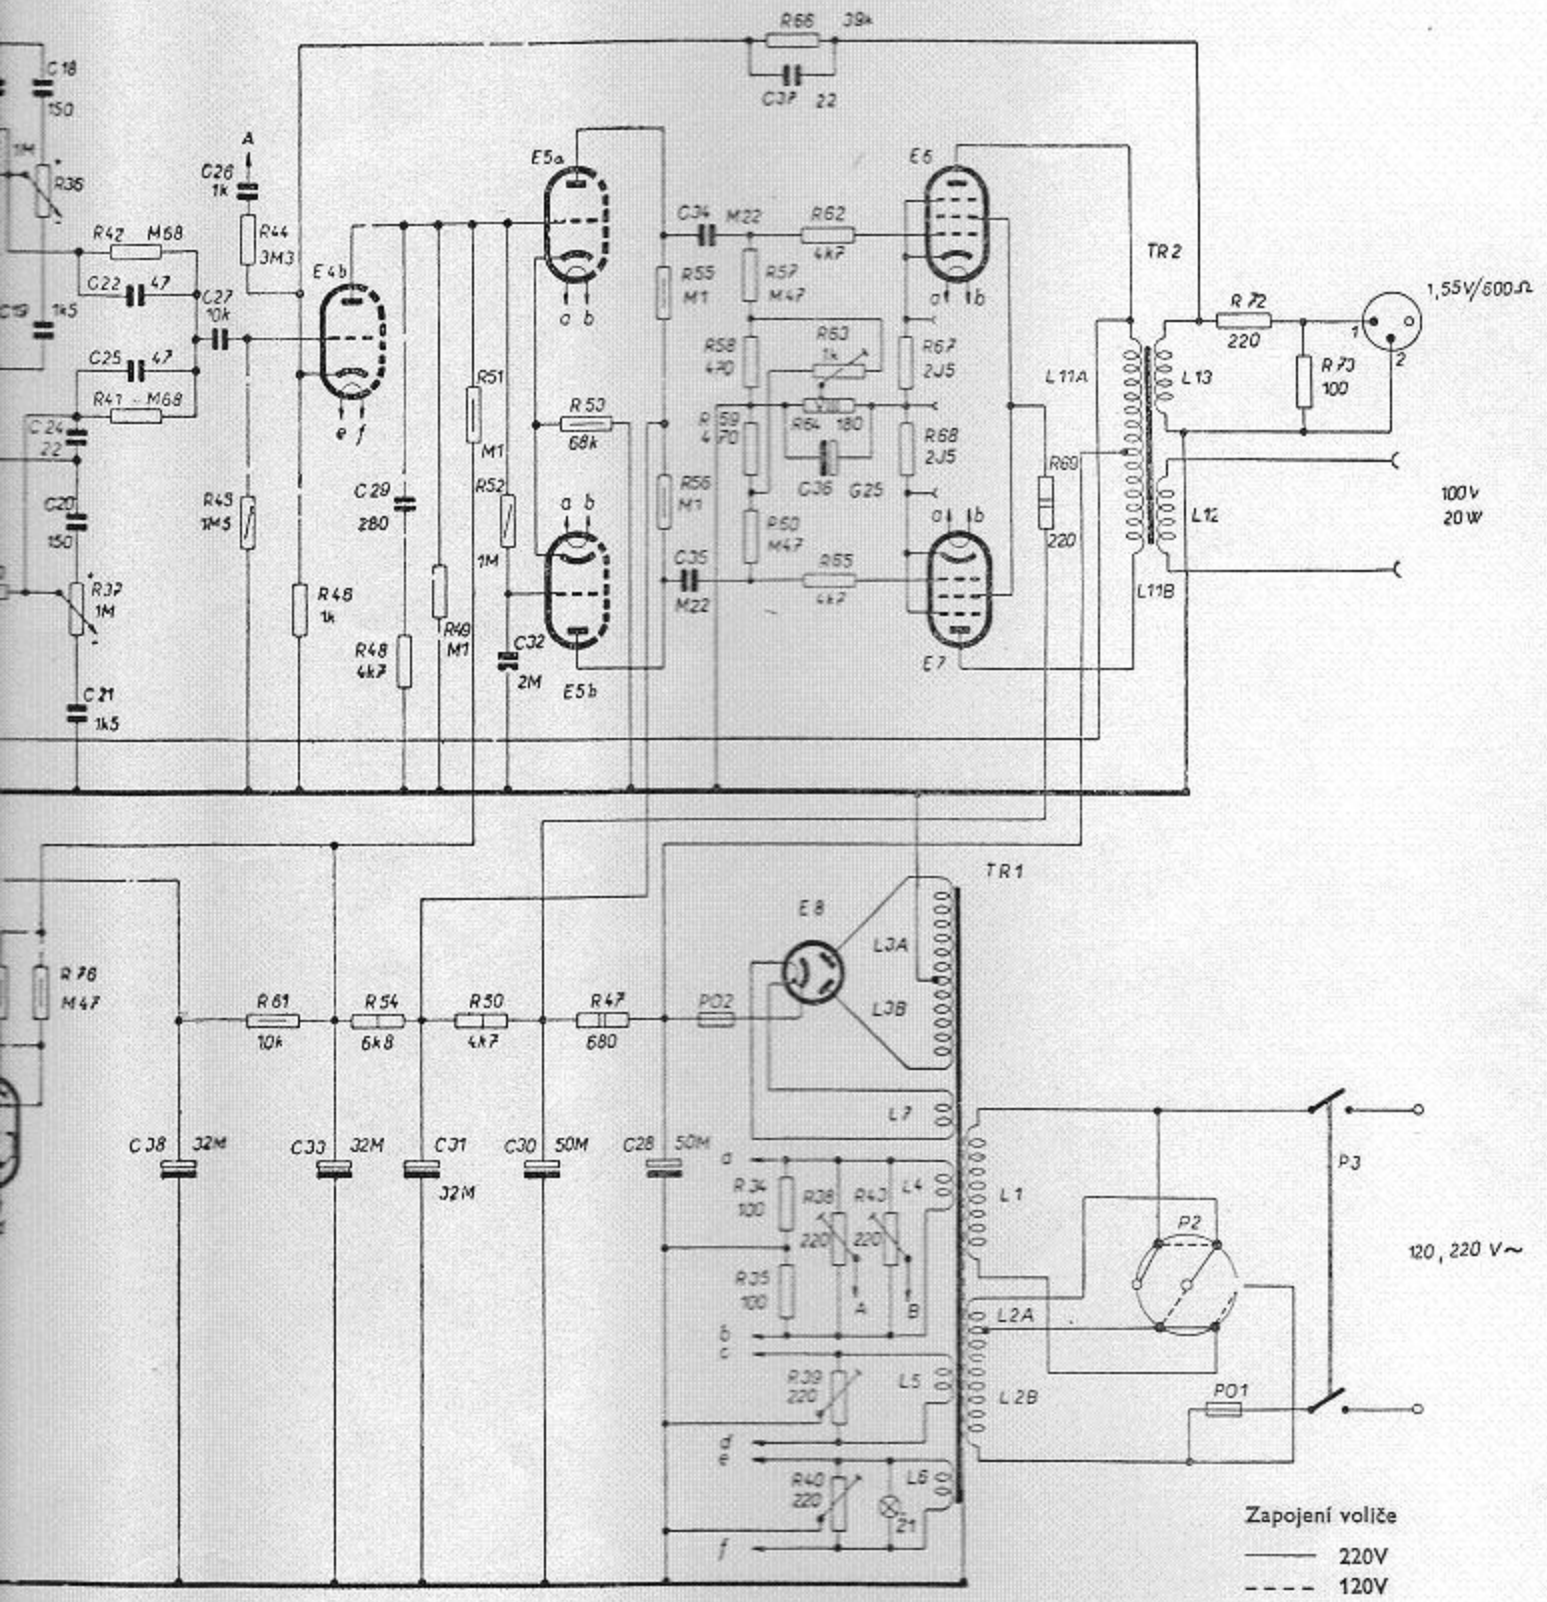 R66 39k
C37 22
C18
150
1M
R36
A
C26
1k
R44
3M3
R42 M68
C22 47
C27
10k
C19 1k5
C25 47
R41 M68
C24
22
C20
150
R37
1M
C21
1k5
E4b
e f
R45
1M5
R46
1k
C29
280
R48
4k7
R49
M1
R51
M1
R52
1M
C32
2M
E5a
a b
R53
68k
a b
E5b
C34 M22
R55
M1
R56
M1
C35
M22
R62
4k7
R57
M47
R58
470
R63
1k
R59
470
R64 180
C36 G25
R60
M47
R65
4k7
E6
a b
R67
2J5
R68
2J5
a b
E7
R69
220
TR2
L11A
L11B
L13
L12
R72
220
R73
100
1
2
1,55V/600Ω
100V
20W
R76
M47
R61
10k
R54
6k8
R50
4k7
R47
680
PO2
E8
TR1
L3A
L3B
L7
C38 32M
C33 32M
C31
32M
C30 50M
C28 50M
a
R34
100
R38
220
R43
220
L4
R35
100
A
B
b
c
R39
220
L5
d
e
R40
220
L6
Ž1
f
L1
L2A
L2B
P2
P3
PO1
120, 220 V~
Zapojení voliče
220V
120V